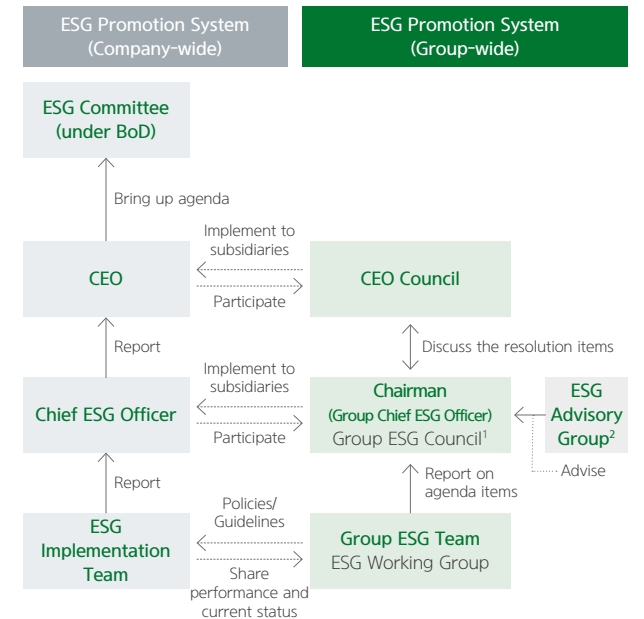 ESG Promotion System
(Company-wide)
ESG Promotion System
(Group-wide)
ESG Committee
(under BoD)
Bring up agenda
Implement to
subsidiaries
CEO
CEO Council
Participate
Report
Discuss the resolution items
Implement to
subsidiaries
Chief ESG Officer
Participate
Chairman
(Group Chief ESG Officer)
Group ESG Council¹
ESG
Advisory
Group²
Advise
Report
Report on
agenda items
Policies/
Guidelines
ESG
Implementation
Team
Group ESG Team
ESG Working Group
Share
performance and
current status